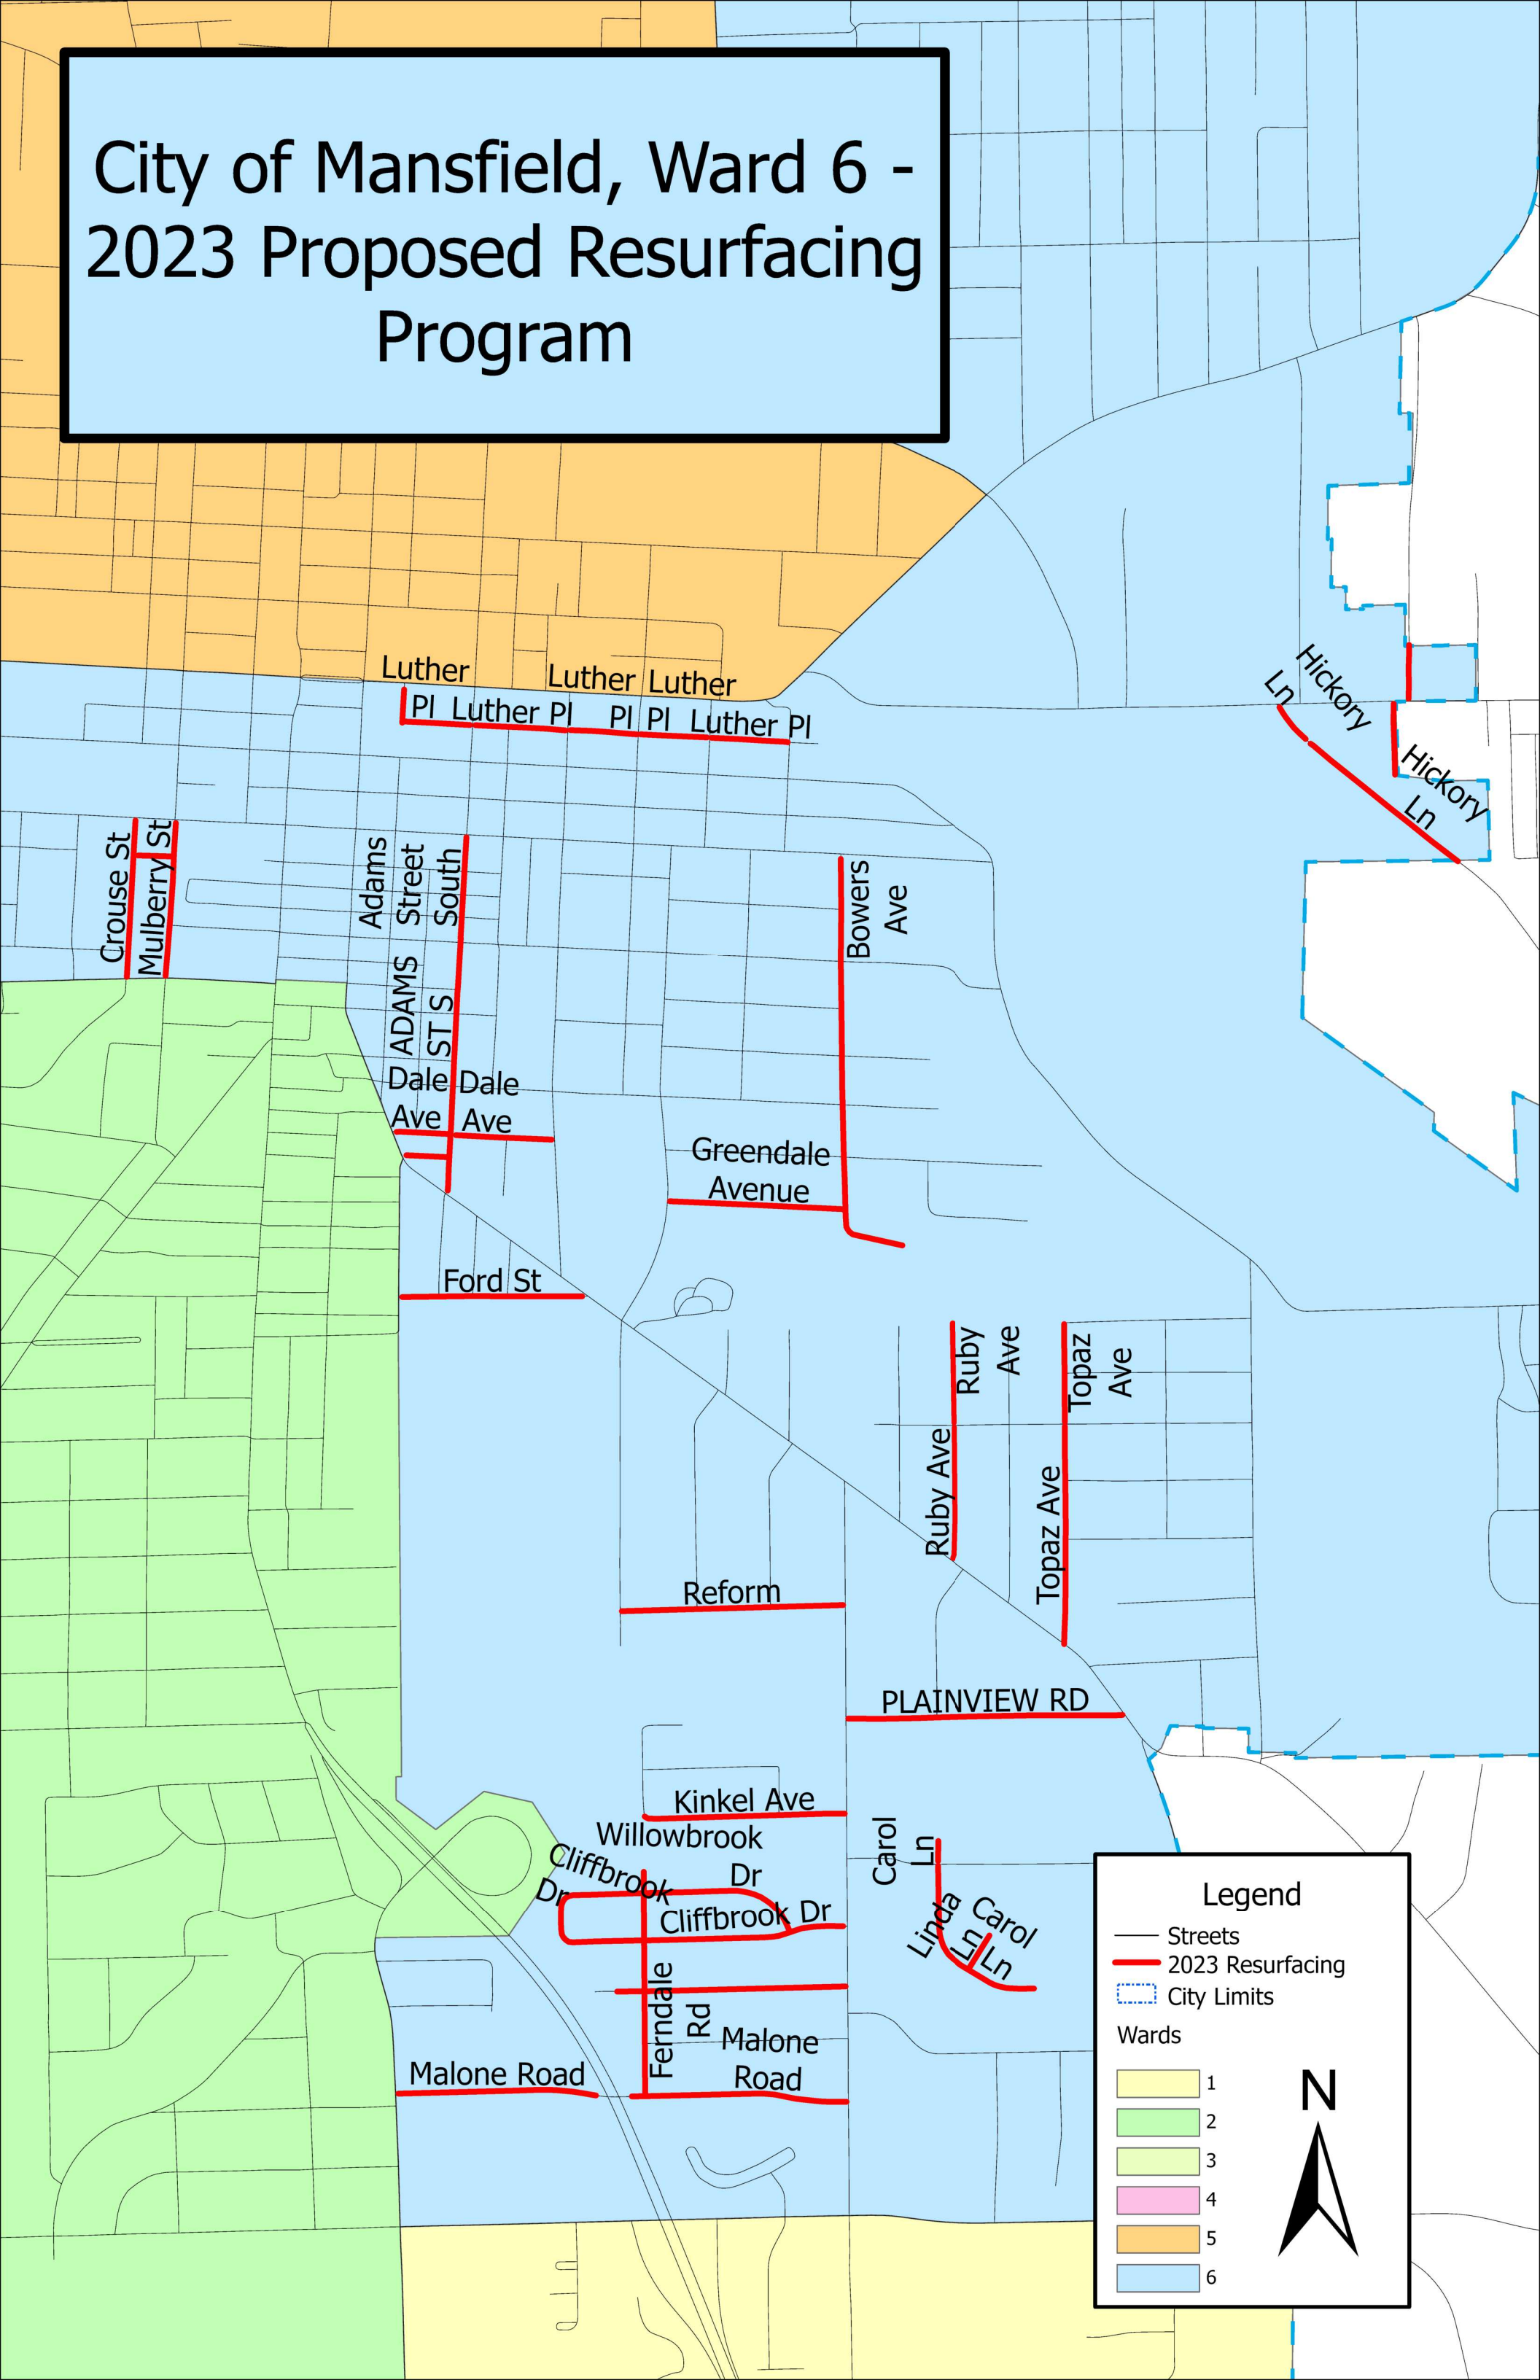 City of Mansfield, Ward 6 -
2023 Proposed Resurfacing
Program
Luther
Pl
Luther Pl
Luther
Pl
Luther
Pl
Luther Pl
Hickory
Ln
Hickory
Ln
Crouse St
Mulberry St
Adams
Street
South
ADAMS
ST S
Bowers
Ave
Dale
Ave
Dale
Ave
Greendale
Avenue
Ford St
Ruby
Ave
Topaz
Ave
Ruby Ave
Topaz Ave
Reform
PLAINVIEW RD
Kinkel Ave
Willowbrook
Dr
Cliffbrook
Dr
Cliffbrook Dr
Carol
Ln
Linda
Ln
Carol
Ln
Ferndale
Rd
Malone
Road
Malone Road
Legend
Streets
2023 Resurfacing
City Limits
Wards
1
2
3
4
5
6
N